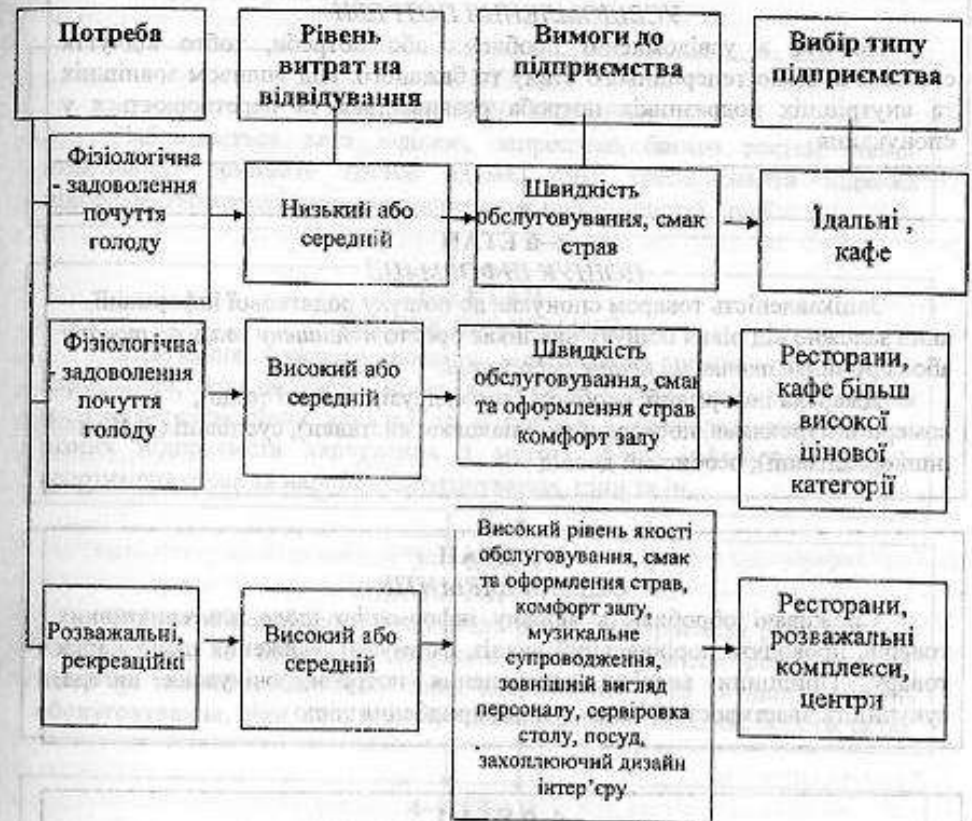 Потреба
Рівень
витрат на
відвідування
Вимоги до
підприємства
Вибір типу
підприємства
Фізіологічна
- задоволення
почуття
голоду
Низький або
середній
Швидкість
обслуговування, смак
страв
Їдальні ,
кафе
Фізіологічна
- задоволення
почуття
голоду
Високий або
середній
Швидкість
обслуговування, смак
та оформлення страв
комфорт залу
Ресторани,
кафе більш
високої
цінової
категорії
Розважальні,
рекреаційні
Високий або
середній
Високий рівень якості
обслуговування, смак
та оформлення страв,
комфорт залу,
музикальне
супроводження,
зовнішній вигляд
персоналу, сервіровка
столу, посуд,
захоплюючий дизайн
інтер’єру
Ресторани,
розважальні
комплекси,
центри